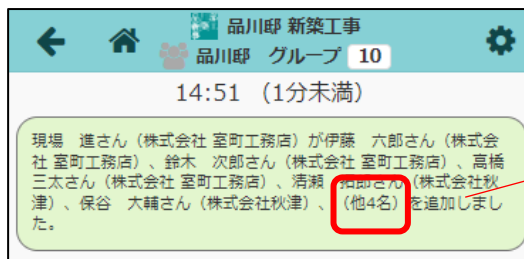 品川邸 新築工事
品川邸 グループ 10
14:51 (1分未満)
現場 進さん（株式会社 室町工務店）が伊藤 六郎さん（株式会
社 室町工務店）、鈴木 次郎さん（株式会社 室町工務店）、高橋
三太さん（株式会社 室町工務店）、清瀬 拓郎さん（株式会社秋
津）、保谷 大輔さん（株式会社秋津）、（他4名）を追加しまし
た。